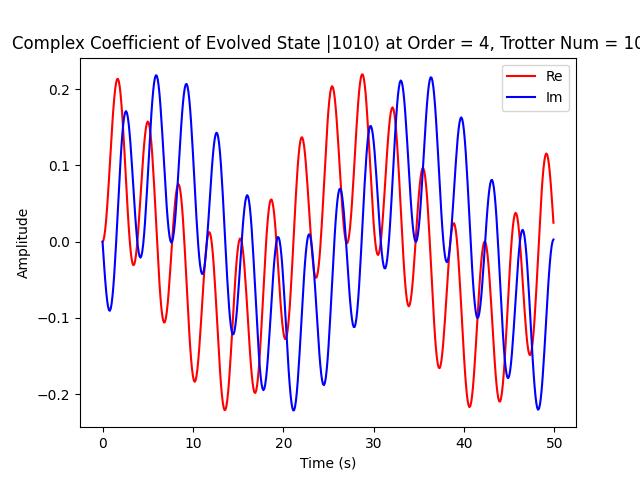 Complex Coefficient of Evolved State |1010⟩ at Order = 4, Trotter Num = 10
Re
Im
0.2
0.1
0.0
−0.1
−0.2
Amplitude
0 10 20 30 40 50
Time (s)